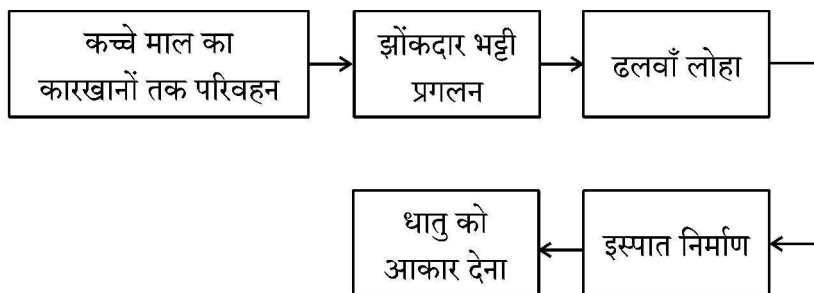 कच्चे माल का
कारखानों तक परिवहन
झोंकदार भट्टी
प्रगलन
ढलवाँ लोहा
इस्पात निर्माण
धातु को
आकार देना